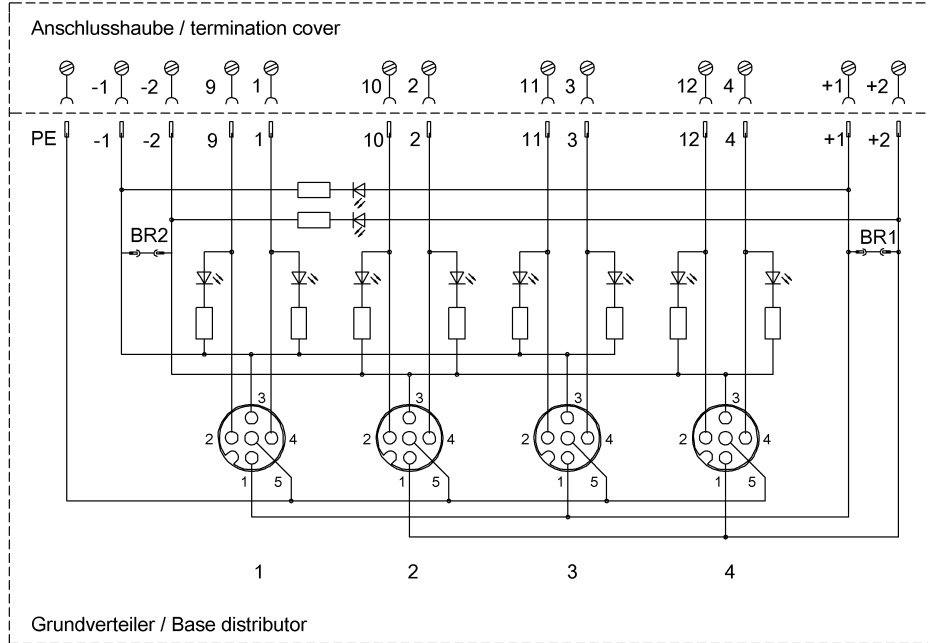 Anschlusshaube / termination cover
-1 -2 9 1 10 2 11 3 12 4 +1 +2
PE -1 -2 9 1 10 2 11 3 12 4 +1 +2
BR2 BR1
3 3 3 3
2 4 2 4 2 4 2 4
1 5 1 5 1 5 1 5
1 2 3 4
Grundverteiler / Base distributor